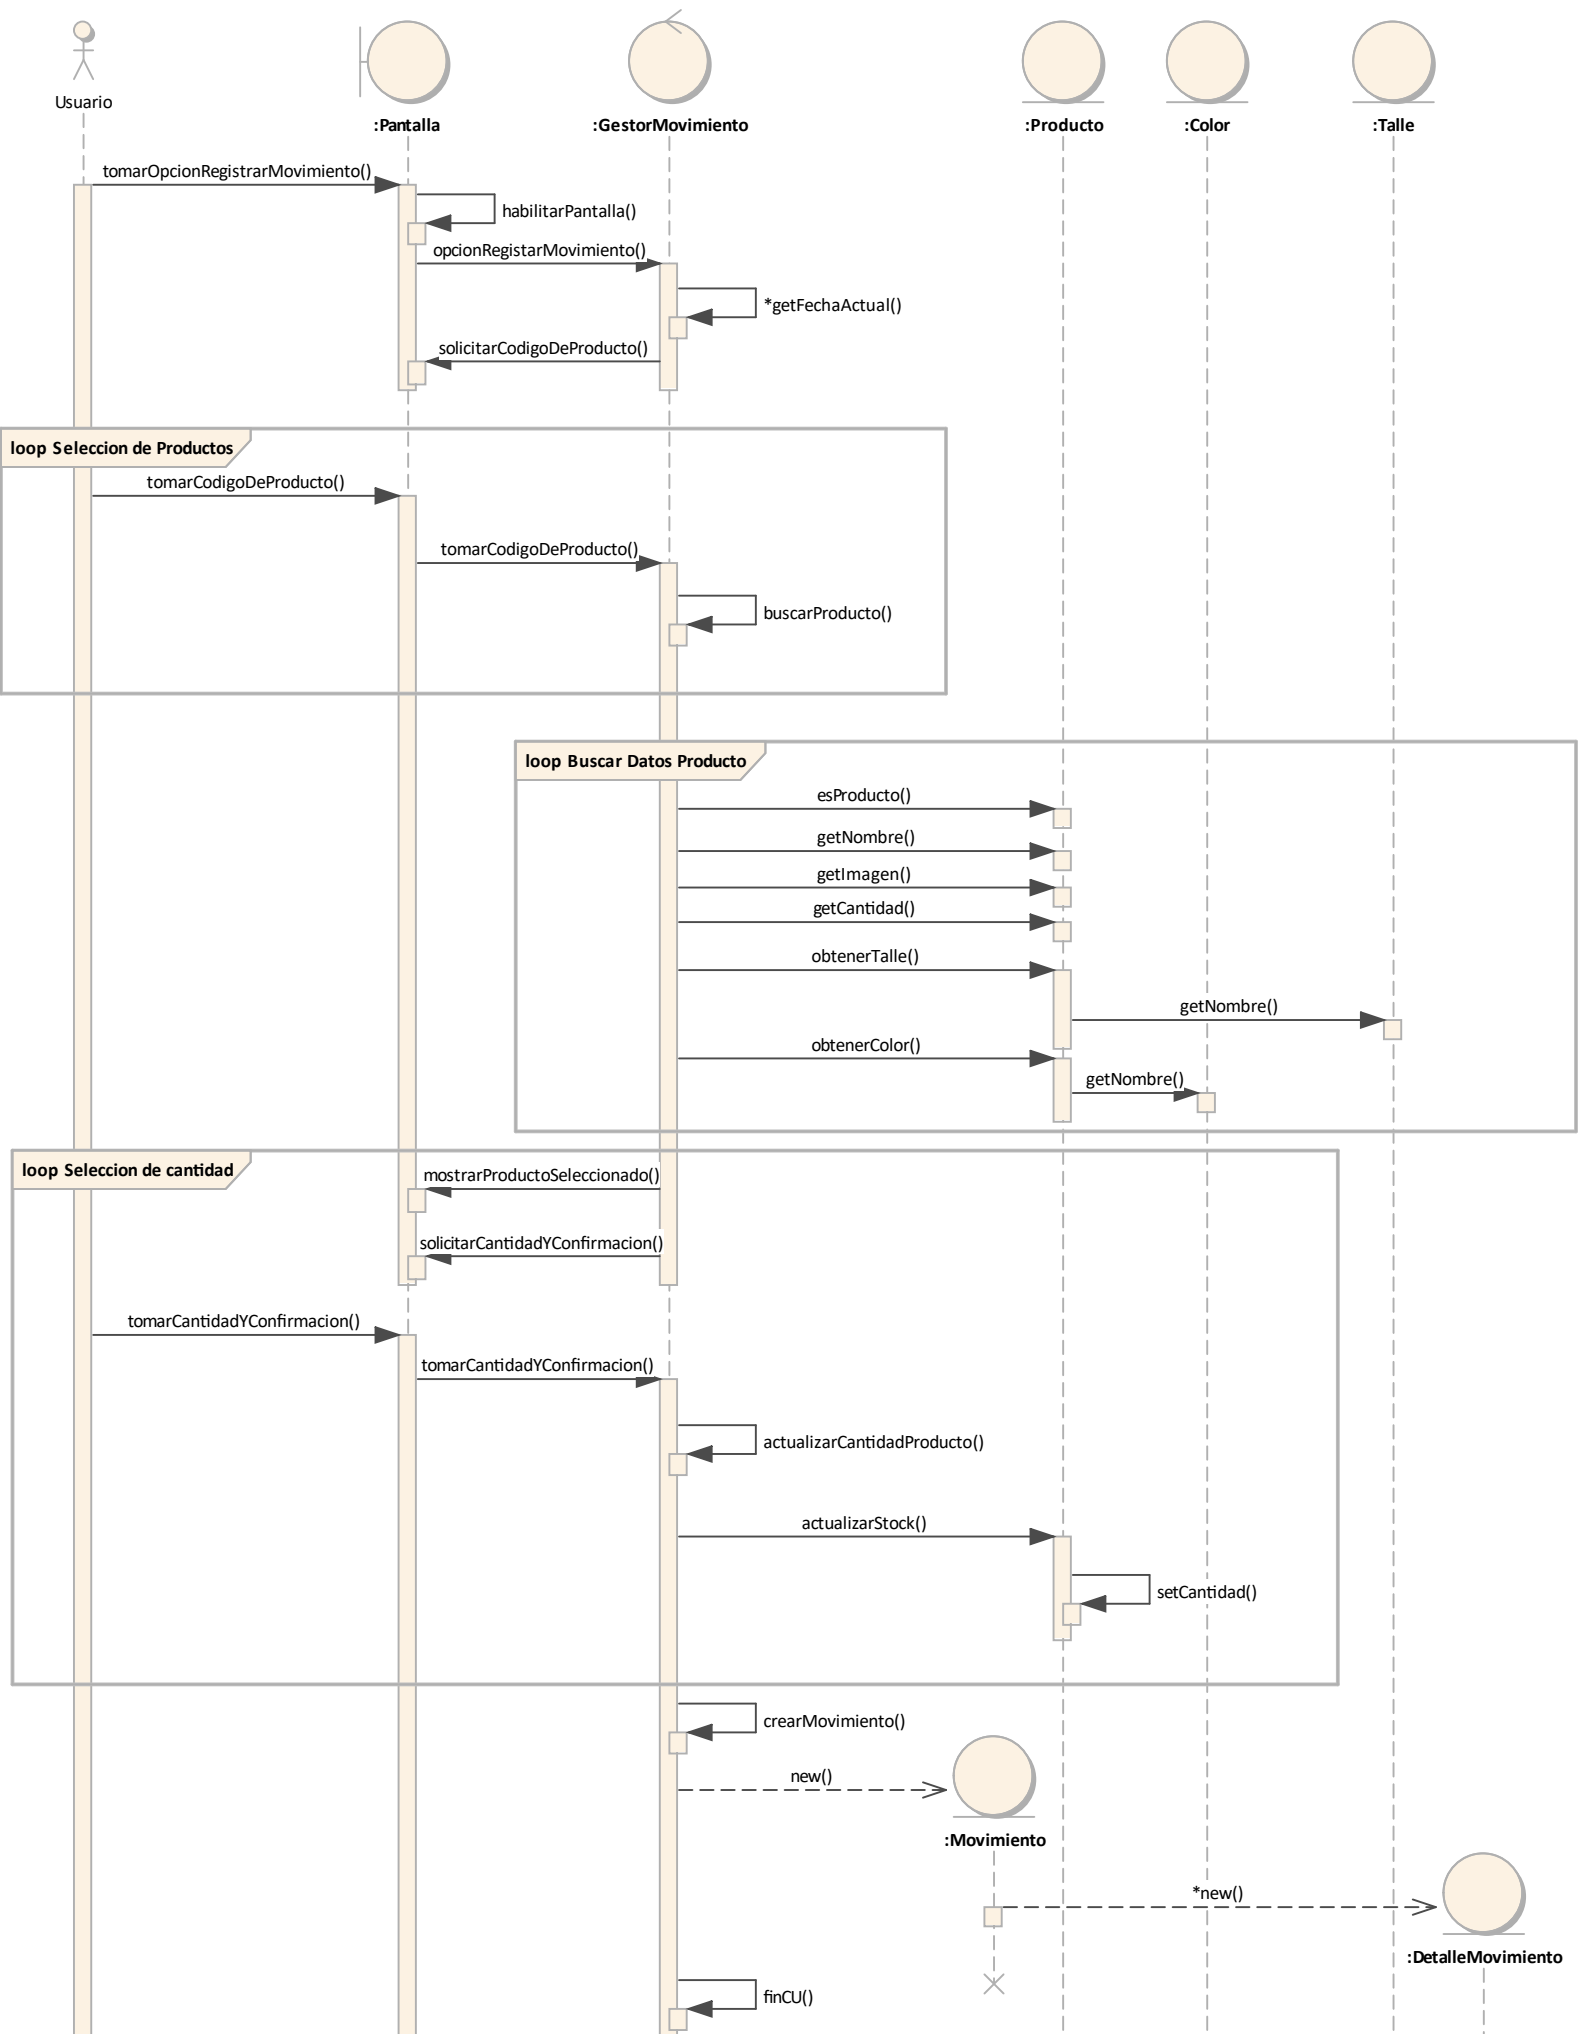 Usuario
:Pantalla
:GestorMovimiento
:Producto
:Color
:Talle
tomarOpcionRegistrarMovimiento()
habilitarPantalla()
opcionRegistarMovimiento()
*getFechaActual()
solicitarCodigoDeProducto()
loop Seleccion de Productos
tomarCodigoDeProducto()
tomarCodigoDeProducto()
buscarProducto()
loop Buscar Datos Producto
esProducto()
getNombre()
getImagen()
getCantidad()
obtenerTalle()
getNombre()
obtenerColor()
getNombre()
loop Seleccion de cantidad
mostrarProductoSeleccionado()
solicitarCantidadYConfirmacion()
tomarCantidadYConfirmacion()
tomarCantidadYConfirmacion()
actualizarCantidadProducto()
actualizarStock()
setCantidad()
crearMovimiento()
new()
:Movimiento
*new()
:DetalleMovimiento
finCU()